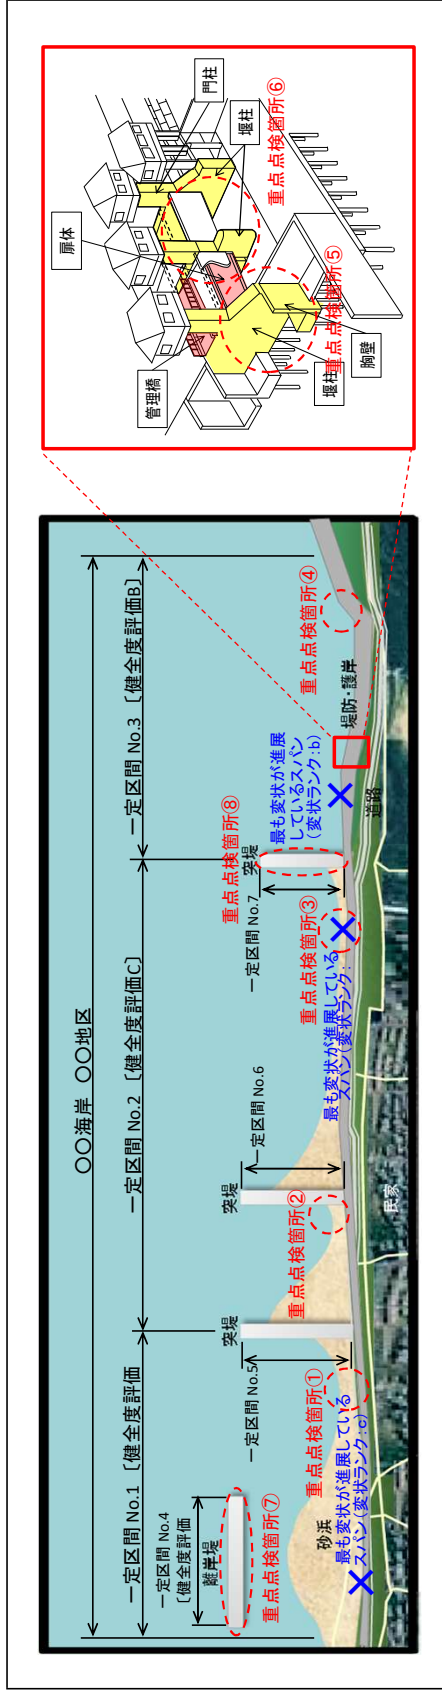 〇〇海岸　〇〇地区
一定区間 No.1〔健全度評価
一定区間 No.2〔健全度評価C〕
一定区間 No.3〔健全度評価B〕
一定区間 No.4
〔健全度評価
離岸堤
重点点検箇所⑦
突堤
一定区間 No.5
突堤
一定区間 No.6
突堤
一定区間 No.7
重点点検箇所⑧
砂浜
重点点検箇所①
最も変状が進展している
スパン(変状ランク:c)
重点点検箇所②
重点点検箇所③
最も変状が進展している
スパン(変状ランク:
最も変状が進展
しているスパン
(変状ランク:b)
重点点検箇所④
堤防・護岸
道路
民家
管理橋
扉体
門柱
堰柱
重点点検箇所⑥
堰柱
重点点検箇所⑤
胸壁